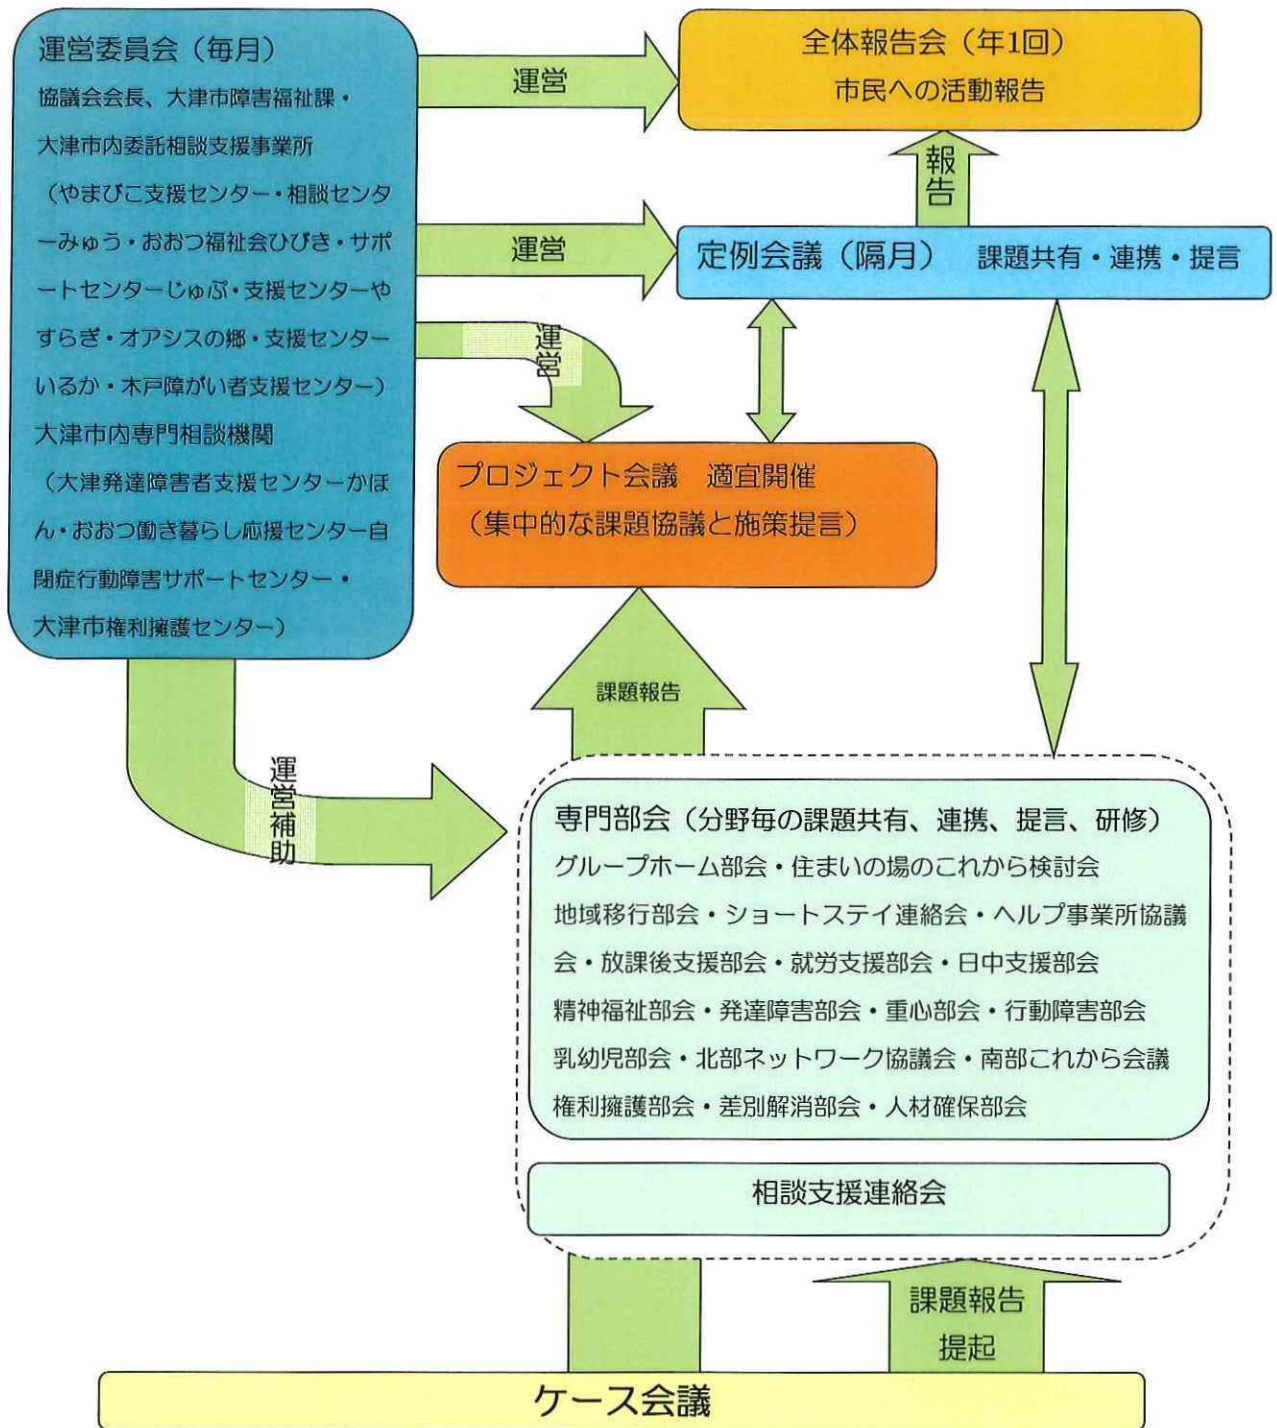 運営委員会（毎月）
協議会会長、大津市障害福祉課・
大津市内委託相談支援事業所
（やまびこ支援センター・相談センタ
ーみゅう・おおつ福祉会ひびき・サポ
ートセンターじゅぷ・支援センターや
すらぎ・オアシスの郷・支援センター
いるか・木戸障がい者支援センター）
大津市内専門相談機関
（大津発達障害者支援センターかほ
ん・おおつ働き暮らし応援センター自
閉症行動障害サポートセンター・
大津市権利擁護センター）
運営
全体報告会（年1回）
市民への活動報告
報告
運営
定例会議（隔月）　課題共有・連携・提言
運営
プロジェクト会議　適宜開催
（集中的な課題協議と施策提言）
課題報告
運営補助
専門部会（分野毎の課題共有、連携、提言、研修）
グループホーム部会・住まいの場のこれから検討会
地域移行部会・ショートステイ連絡会・ヘルプ事業所協議
会・放課後支援部会・就労支援部会・日中支援部会
精神福祉部会・発達障害部会・重心部会・行動障害部会
乳幼児部会・北部ネットワーク協議会・南部これから会議
権利擁護部会・差別解消部会・人材確保部会
相談支援連絡会
課題報告
提起
ケース会議